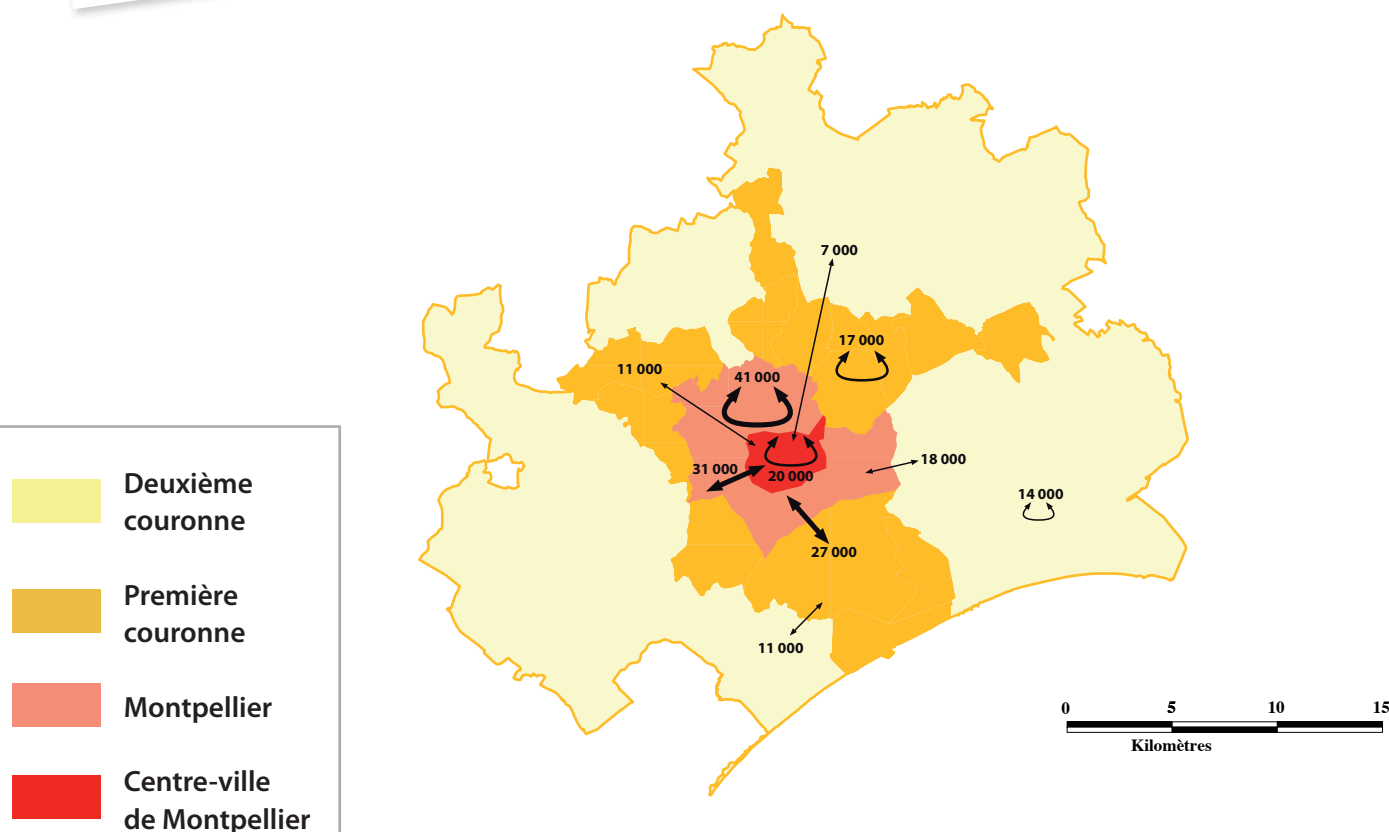 7 000
17 000
11 000
41 000
31 000
20 000
18 000
14 000
27 000
11 000
Deuxième
couronne
Première
couronne
Montpellier
Centre-ville
de Montpellier
0 5 10 15
Kilomètres